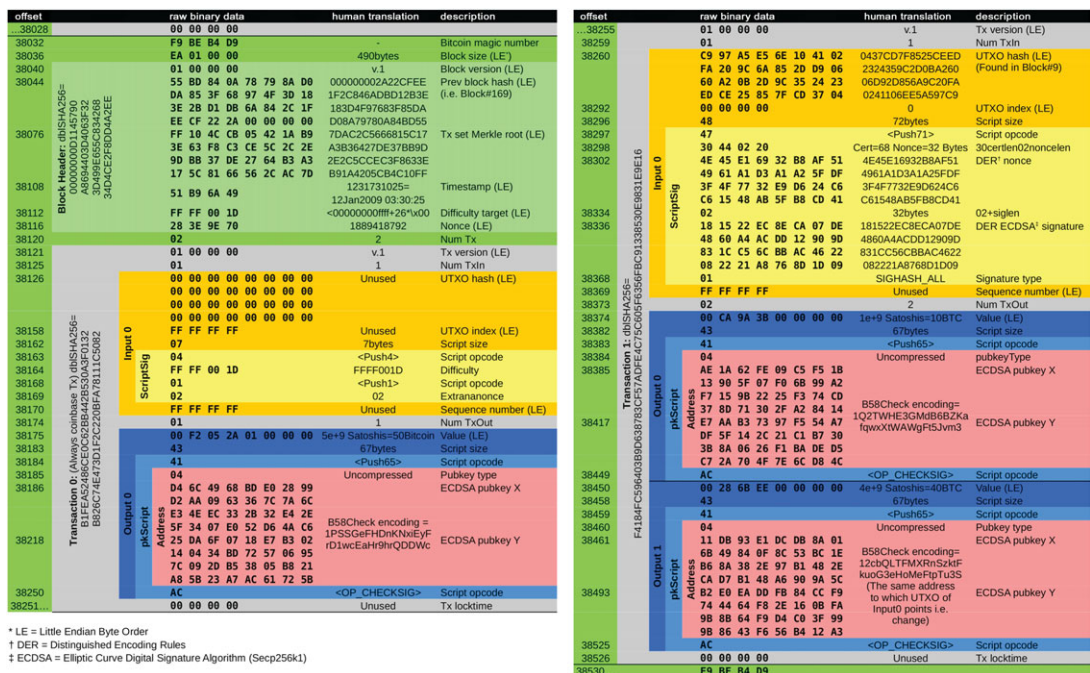 offset raw binary data human translation description
...38028 00 00 00 00
38032 F9 BE B4 D9 - Bitcoin magic number
38036 EA 01 00 00 490bytes Block size (LE*)
38040 01 00 00 00 v.1 Block version (LE)
38044 55 BD 84 0A 78 79 8A D0 000000002A22CFEE Prev block hash (LE)
DA 85 3F 68 97 4F 3D 18 1F2C1846ADBD12B3E (i.e. Block#169)
3E 2B D1 DB 6A 84 2C 1F 183D4F97683F85DA
EE CF 22 2A 00 00 00 00 D08A79780A84BD55
38076 FF 10 4C CB 05 42 1A B9 7DAC2C5666815C17 Tx set Merkle root (LE)
3E 63 F8 C3 CE 5C 2C 2E A3B36427DE37BB9D
9D BB 37 DE 27 64 B3 A3 2E2C5CCEC3F8633E
17 5C 81 66 56 2C AC 7D B91A4205CB4C10FF
38108 51 B9 6A 49 1231731025= Timestamp (LE)
12Jan2009 03:30:25
38112 FF FF 00 1D <00000000ffff+26*\x00 Difficulty target (LE)
38116 28 3E 9E 70 1889418792 Nonce (LE)
38120 02 2 Num Tx
38121 01 00 00 00 v.1 Tx version (LE)
38125 01 1 Num TxIn
38126 00 00 00 00 00 00 00 00 Unused UTXO hash (LE)
00 00 00 00 00 00 00 00
00 00 00 00 00 00 00 00
00 00 00 00 00 00 00 00
38158 FF FF FF FF Unused UTXO index (LE)
38162 07 7bytes Script size
38163 04 <Push4> Script opcode
38164 FF FF 00 1D FFFF001D Difficulty
38168 01 <Push1> Script opcode
38169 02 02 Extranonce
38170 FF FF FF FF Unused Sequence number (LE)
38174 01 1 Num TxOut
38175 00 F2 05 2A 01 00 00 00 5e+9 Satoshis=50Bitcoin Value (LE)
38183 43 67bytes Script size
38184 41 <Push65> Script opcode
38185 04 Uncompressed Pubkey type
38186 D4 6C 49 68 BD E0 28 99 ECDSA pubkey X
D2 AA 09 63 36 7C 7A 6C
E3 4E EC 33 2B 32 E4 2E
5F 34 07 E0 52 D6 4A C6 B58Check encoding =
38218 25 DA 6F 07 18 E7 B3 02 1PSSGeFHDnKNxiEyF ECDSA pubkey Y
14 04 34 BD 72 57 06 95 rD1wcEaHr9hrQDDWc
7C 09 2D B5 38 05 B8 21
A8 5B 23 A7 AC 61 72 5B
38250 AC <OP_CHECKSIG> Script opcode
38251... 00 00 00 00 Unused Tx locktime
Block Header: dblSHA256=
00000000D1145790
A8694403D4063F32
3D499E655C834268
34D4CE2F8DD4A2EE
Transaction 0: (Always coinbase Tx) dblSHA256=
B1FEA52486CE0C62BB442B530A3F0132
B826C74E473D1F2C220BFA78111C5082
Input 0
ScriptSig
Output 0
pkScript
Address
* LE = Little Endian Byte Order
† DER = Distinguished Encoding Rules
‡ ECDSA = Elliptic Curve Digital Signature Algorithm (Secp256k1)
offset raw binary data human translation description
...38255 01 00 00 00 v.1 Tx version (LE)
38259 01 1 Num TxIn
38260 C9 97 A5 E5 6E 10 41 02 0437CD7F8525CEED UTXO hash (LE)
FA 20 9C 6A 85 2D D9 06 2324359C2D0BA260 (Found in Block#9)
60 A2 0B 2D 9C 35 24 23 06D92D856A9C20FA
ED CE 25 85 7F CD 37 04 0241106EE5A597C9
38292 00 00 00 00 0 UTXO index (LE)
38296 48 72bytes Script size
38297 47 <Push71> Script opcode
38298 30 44 02 20 Cert=68 Nonce=32 Bytes 30certlen02noncelen
38302 4E 45 E1 69 32 B8 AF 51 4E45E16932B8AF51 DER† nonce
49 61 A1 D3 A1 A2 5F DF 4961A1D3A1A25FDF
3F 4F 77 32 E9 D6 24 C6 3F4F7732E9D624C6
C6 15 48 AB 5F B8 CD 41 C61548AB5FB8CD41
38334 02 32bytes 02+siglen
38336 18 15 22 EC 8E CA 07 DE 181522EC8ECA07DE DER ECDSA‡ signature
48 60 A4 AC DD 12 90 9D 4860A4ACDD12909D
83 1C C5 6C BB AC 46 22 831CC56CBBAC4622
08 22 21 A8 76 8D 1D 09 082221A8768D1D09
38368 01 SIGHASH_ALL Signature type
38369 FF FF FF FF Unused Sequence number (LE)
38373 02 2 Num TxOut
38374 00 CA 9A 3B 00 00 00 00 1e+9 Satoshis=10BTC Value (LE)
38382 43 67bytes Script size
38383 41 <Push65> Script opcode
38384 04 Uncompressed pubkeyType
38385 AE 1A 62 FE 09 C5 F5 1B ECDSA pubkey X
13 90 5F 07 F0 6B 99 A2
F7 15 9B 22 25 F3 74 CD B58Check encoding=
37 8D 71 30 2F A2 84 14 1Q2TWHE3GMdB6BZKa
38417 E7 AA B3 73 97 F5 54 A7 fqwxXtWAWgFt5Jvm3 ECDSA pubkey Y
DF 5F 14 2C 21 C1 B7 30
3B 8A 06 26 F1 BA DE D5
C7 2A 70 4F 7E 6C D8 4C
38449 AC <OP_CHECKSIG> Script opcode
38450 00 28 6B EE 00 00 00 00 4e+9 Satoshis=40BTC Value (LE)
38458 43 67bytes Script size
38459 41 <Push65> Script opcode
38460 04 Uncompressed Pubkey type
38461 11 DB 93 E1 DC DB 8A 01 ECDSA pubkey X
6B 49 84 0F 8C 53 BC 1E B58Check encoding=
B6 8A 38 2E 97 B1 48 2E 12cbQLTFMXRnSzktF
CA D7 B1 48 A6 90 9A 5C kuoG3eHoMeFtpTu3S
38493 B2 E0 EA DD FB 84 CC F9 (The same address ECDSA pubkey Y
74 44 64 F8 2E 16 0B FA to which UTXO of
9B 8B 64 F9 D4 C0 3F 99 Input0 points i.e.
9B 86 43 F6 56 B4 12 A3 change)
38525 AC <OP_CHECKSIG> Script opcode
38526 00 00 00 00 Unused Tx locktime
38530 F9 BE B4 D9
Transaction 1: dblSHA256=
F4184FC596403B9D638783CF57ADFE4C75C605F6356FBC91338530E9831E9E16
Input 0
ScriptSig
Output 0
pkScript
Address
Output 1
pkScript
Address